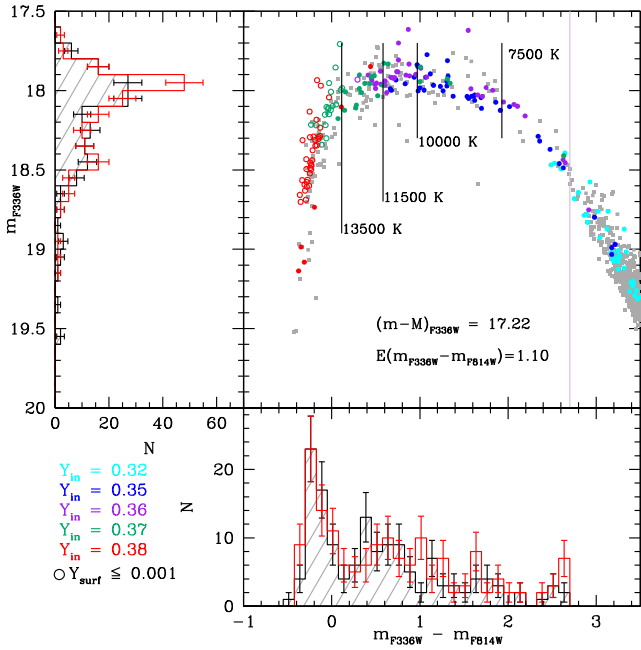 17.5
18
18.5
19
19.5
20
m_F336W
0 20 40 60
N
7500 K
10000 K
11500 K
13500 K
(m−M)_F336W = 17.22
E(m_F336W−m_F814W)=1.10
Y_in = 0.32
Y_in = 0.35
Y_in = 0.36
Y_in = 0.37
Y_in = 0.38
Y_surf ≤ 0.001
N
20
10
0
−1 0 1 2 3
m_F336W − m_F814W